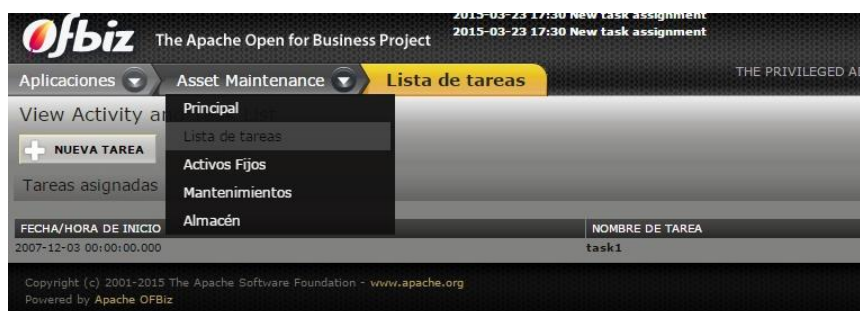 2015-03-23 17:30 New task assignment
Ofbiz The Apache Open for Business Project
2015-03-23 17:30 New task assignment
Aplicaciones
Asset Maintenance
Lista de tareas
THE PRIVILEGED
View Activity
Principal
Lista de tareas
NUEVA TAREA
Activos Fijos
Tareas asignadas
Mantenimientos
Almacén
FECHA/HORA DE INICIO
NOMBRE DE TAREA
2007-12-03 00:00:00.000
task1
Copyright (c) 2001-2015 The Apache Software Foundation - www.apache.org
Powered by Apache OFBiz